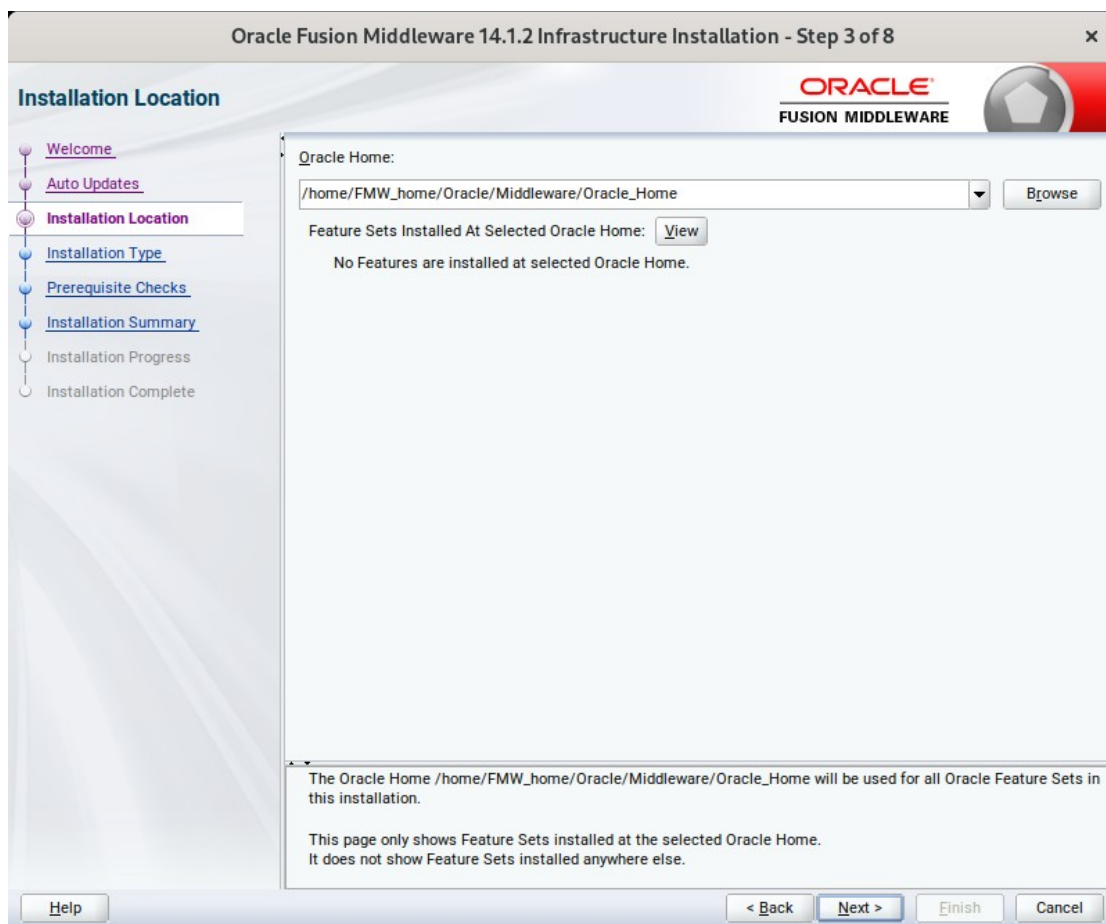 Oracle Fusion Middleware 14.1.2 Infrastructure Installation - Step 3 of 8
×
Installation Location
ORACLE
FUSION MIDDLEWARE
Welcome
Auto Updates
Installation Location
Installation Type
Prerequisite Checks
Installation Summary
Installation Progress
Installation Complete
Oracle Home:
/home/FMW_home/Oracle/Middleware/Oracle_Home
Browse
Feature Sets Installed At Selected Oracle Home: View
No Features are installed at selected Oracle Home.
The Oracle Home /home/FMW_home/Oracle/Middleware/Oracle_Home will be used for all Oracle Feature Sets in
this installation.
This page only shows Feature Sets installed at the selected Oracle Home.
It does not show Feature Sets installed anywhere else.
Help
< Back
Next >
Finish
Cancel